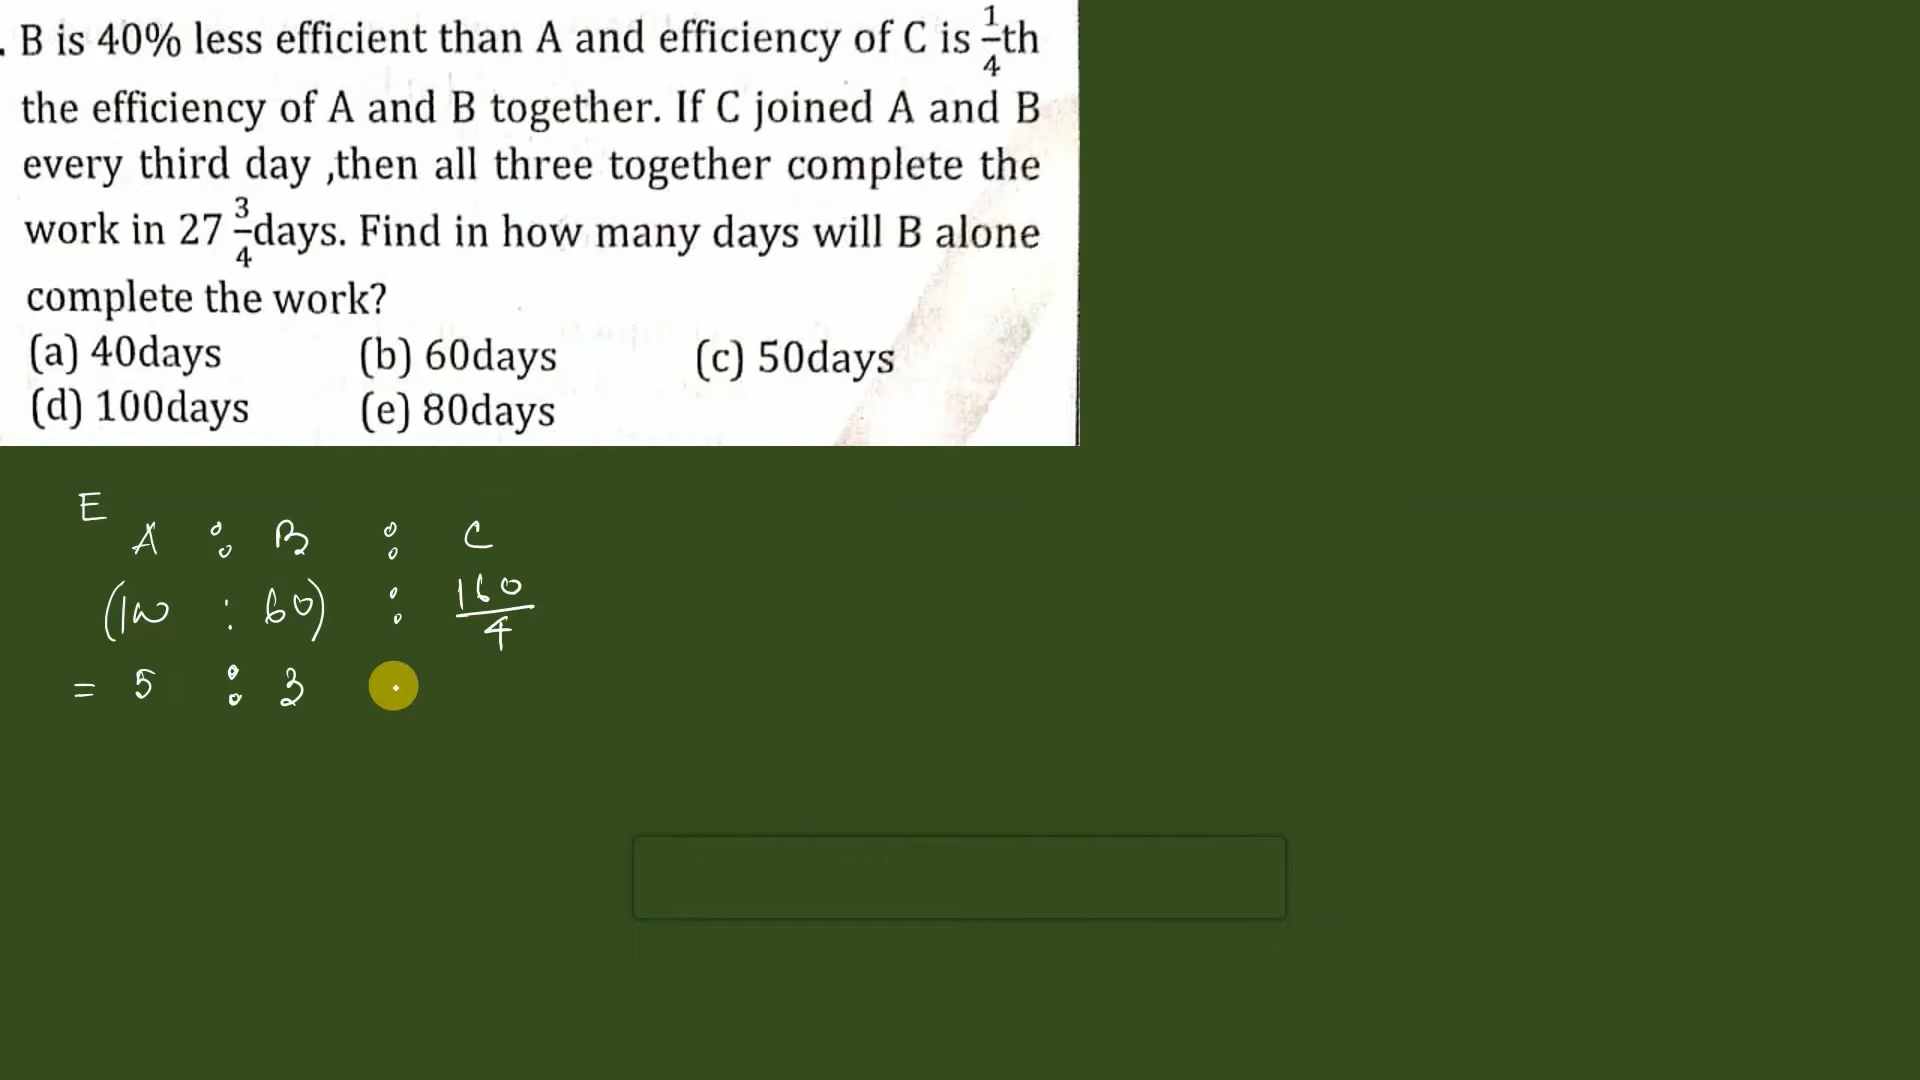 . B is 40% less efficient than A and efficiency of C is 1/4th
the efficiency of A and B together. If C joined A and B
every third day ,then all three together complete the
work in 27 3/4days. Find in how many days will B alone
complete the work?
(a) 40days (b) 60days (c) 50days
(d) 100days (e) 80days
E
A : B : C
(100 : 60) : 160/4
= 5 : 3